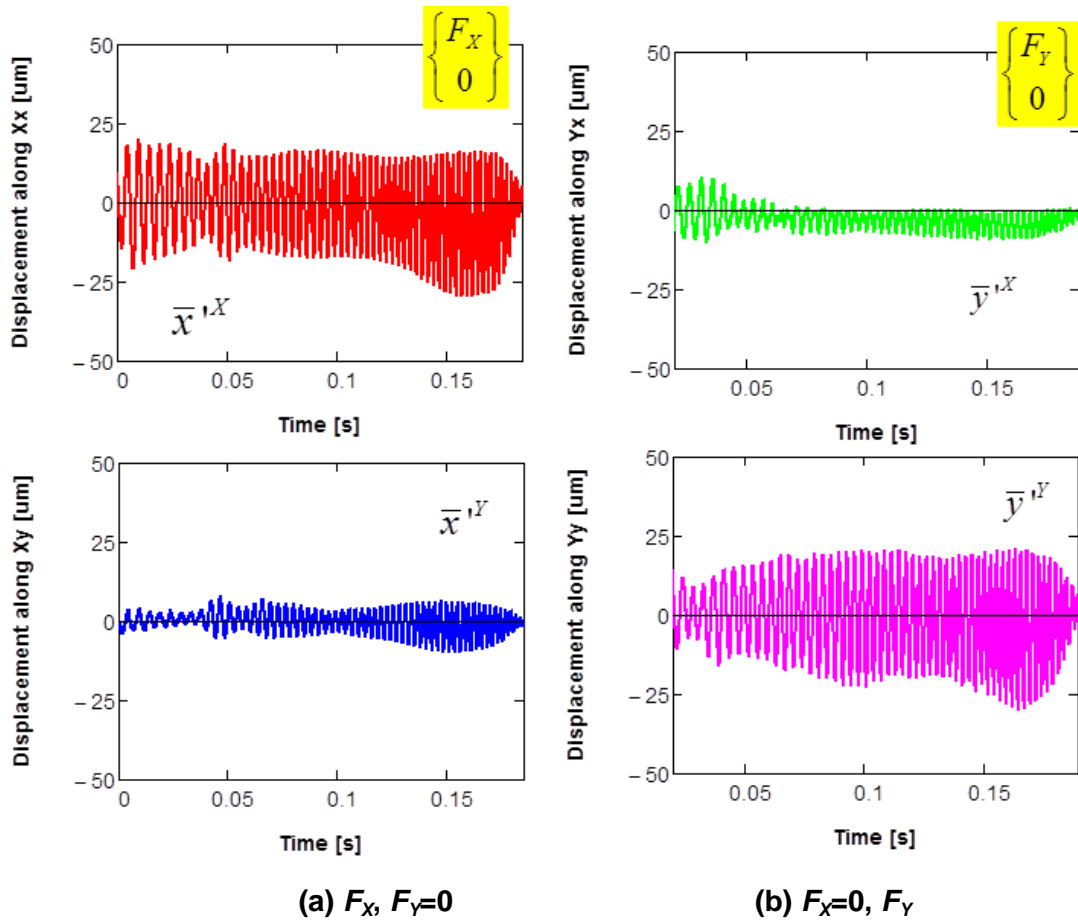 {F_X 0}
Displacement along Xx [um]
50
25
0
−25
−50
x̄'^X
0 0.05 0.1 0.15
Time [s]
{F_Y 0}
Displacement along Yx [um]
50
25
0
−25
−50
ȳ'^X
0.05 0.1 0.15
Time [s]
Displacement along Xy [um]
50
25
0
−25
−50
x̄'^Y
0 0.05 0.1 0.15
Time [s]
Displacement along Yy [um]
50
25
0
−25
−50
ȳ'^Y
0.05 0.1 0.15
Time [s]
(a) F_X, F_Y=0
(b) F_X=0, F_Y